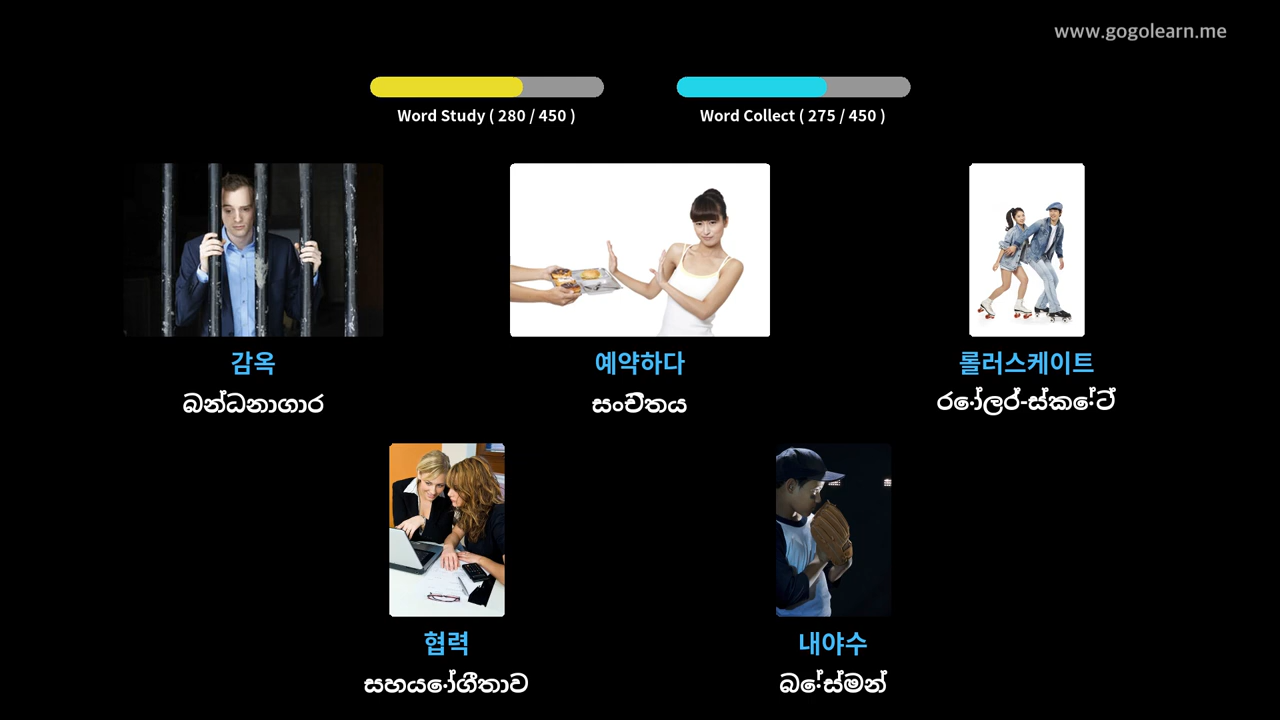 www.gogolearn.me
Word Study ( 280 / 450 )
Word Collect ( 275 / 450 )
감옥
예약하다
롤러스케이트
බන්ධනාගාර
සංචිතය
රෝලර්-ස්කේට්
협력
내야수
සහයෝගීතාව
බේස්මන්